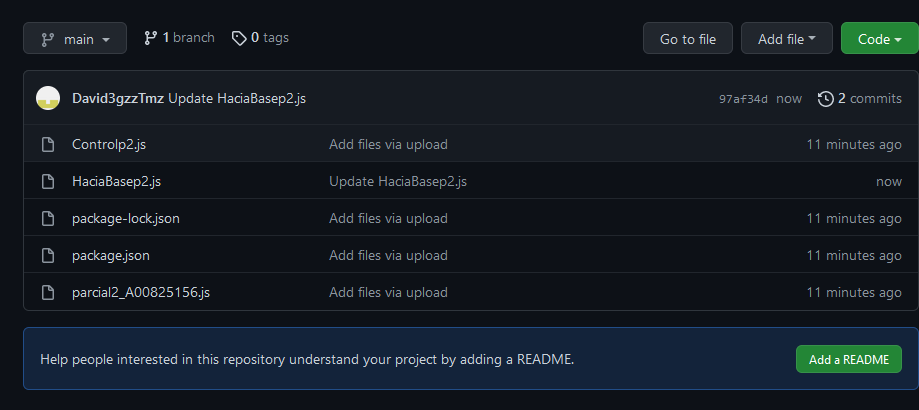 main 1 branch 0 tags Go to file Add file Code
David3gzzTmz Update HaciaBasep2.js 97af34d now 2 commits
Controlp2.js Add files via upload 11 minutes ago
HaciaBasep2.js Update HaciaBasep2.js now
package-lock.json Add files via upload 11 minutes ago
package.json Add files via upload 11 minutes ago
parcial2_A00825156.js Add files via upload 11 minutes ago
Help people interested in this repository understand your project by adding a README. Add a README